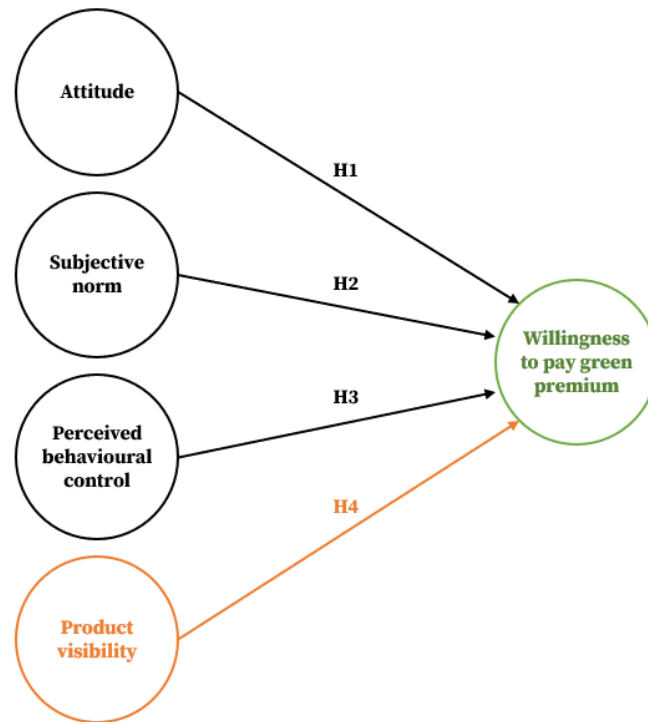 Attitude
H1
Subjective
norm
H2
Willingness
to pay green
premium
H3
Perceived
behavioural
control
H4
Product
visibility